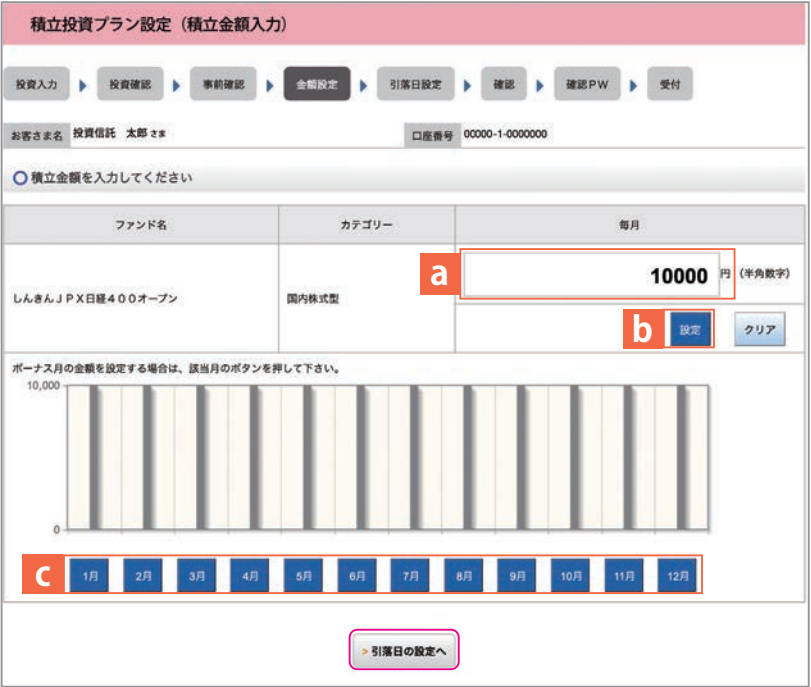 積立投資プラン設定（積立金額入力）
投資入力 投資確認 事前確認 金額設定 引落日設定 確認 確認PW 受付
お客さま名 投資信託 太郎 さま 口座番号 00000-1-0000000
積立金額を入力してください
ファンド名 カテゴリー 毎月
a 10000 円 (半角数字)
しんきんJPX日経400オープン 国内株式型
b 設定 クリア
ボーナス月の金額を設定する場合は、該当月のボタンを押して下さい。
10,000
0
c 1月 2月 3月 4月 5月 6月 7月 8月 9月 10月 11月 12月
> 引落日の設定へ